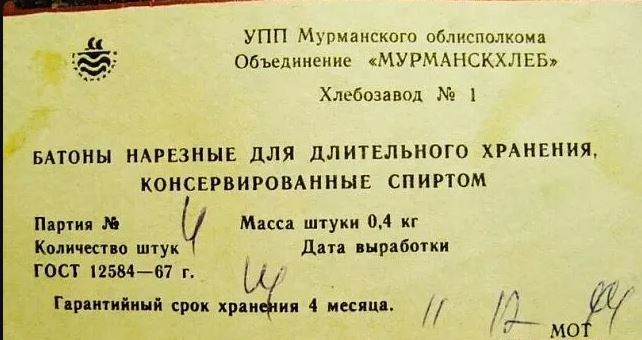 УПП Мурманского облисполкома
Объединение «МУРМАНСКХЛЕБ»
Хлебозавод № 1
БАТОНЫ НАРЕЗНЫЕ ДЛЯ ДЛИТЕЛЬНОГО ХРАНЕНИЯ,
КОНСЕРВИРОВАННЫЕ СПИРТОМ
Партия № 4 Масса штуки 0,4 кг
Количество штук Дата выработки
ГОСТ 12584—67 г.
Гарантийный срок хранения 4 месяца. 11 12
МОТ